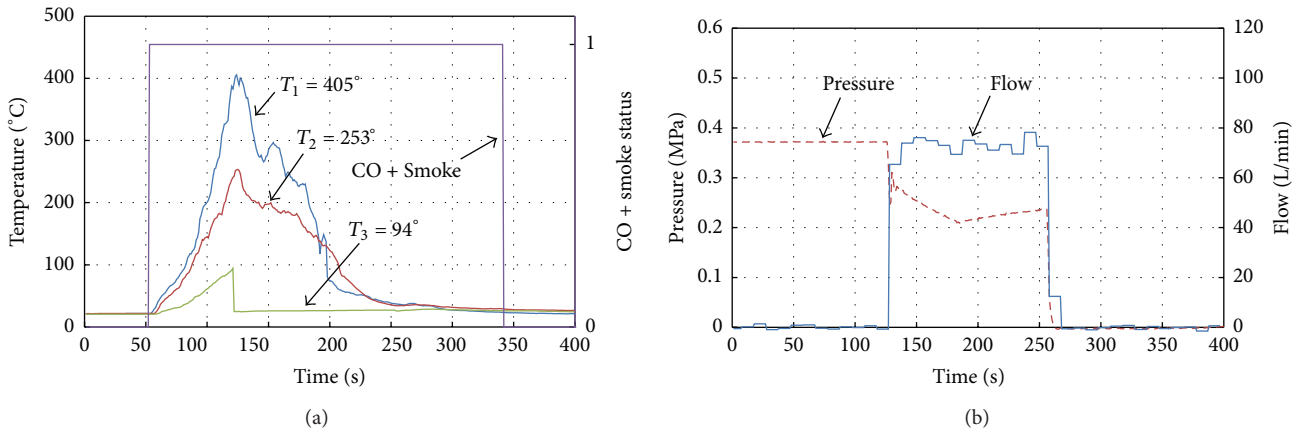 500
400
300
200
100
0
Temperature (°C)
0 50 100 150 200 250 300 350 400
Time (s)
1
0
CO + smoke status
T1 = 405°
T2 = 253°
CO + Smoke
T3 = 94°
(a)
0.6
0.5
0.4
0.3
0.2
0.1
0
Pressure (MPa)
0 50 100 150 200 250 300 350 400
Time (s)
120
100
80
60
40
20
0
Flow (L/min)
Pressure
Flow
(b)